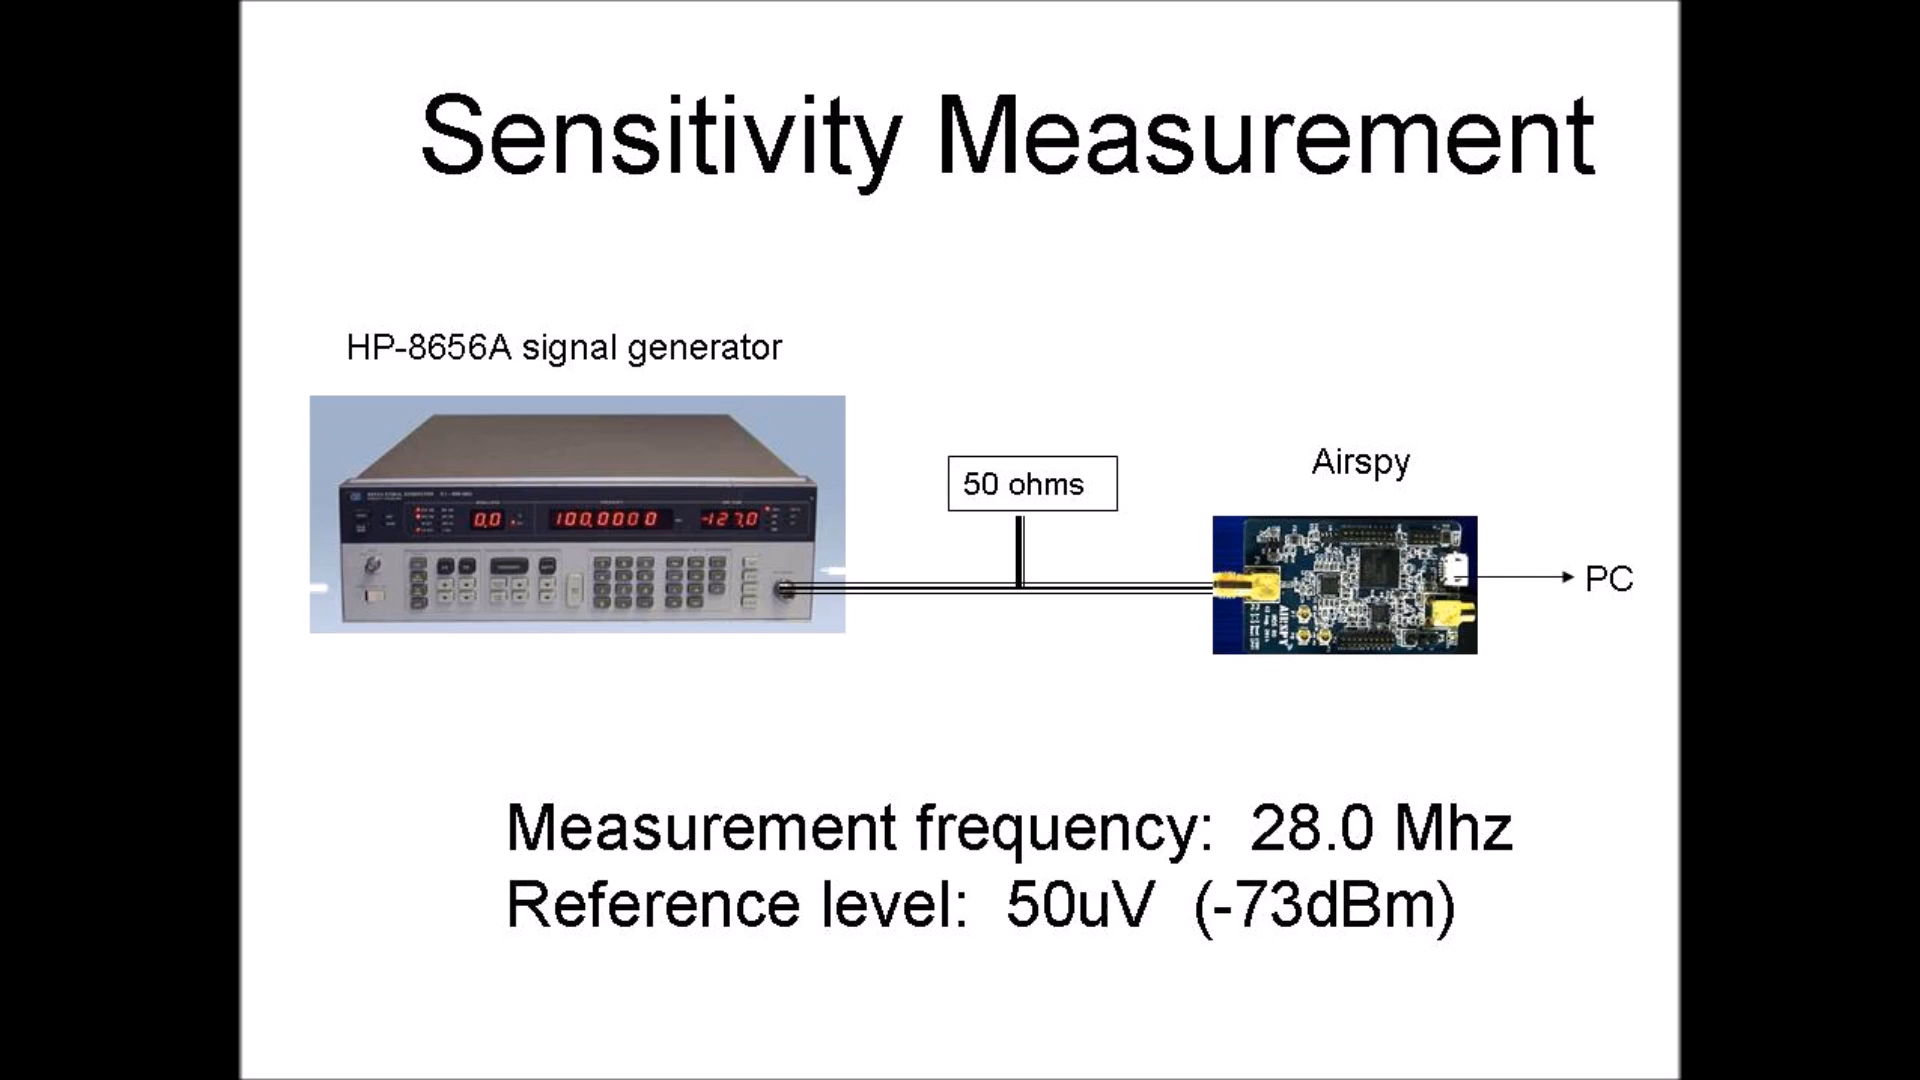 Sensitivity Measurement
HP-8656A signal generator
0.0 100.0000 -127.0
50 ohms
Airspy
AIRSPY
PC
Measurement frequency: 28.0 Mhz
Reference level: 50uV (-73dBm)